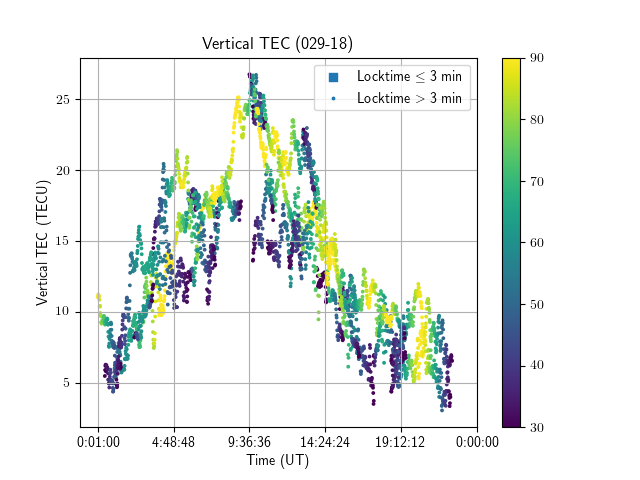 Vertical TEC (029-18)
Locktime ≤ 3 min
Locktime > 3 min
Vertical TEC (TECU)
25
20
15
10
5
0:01:00 4:48:48 9:36:36 14:24:24 19:12:12 0:00:00
Time (UT)
90
80
70
60
50
40
30